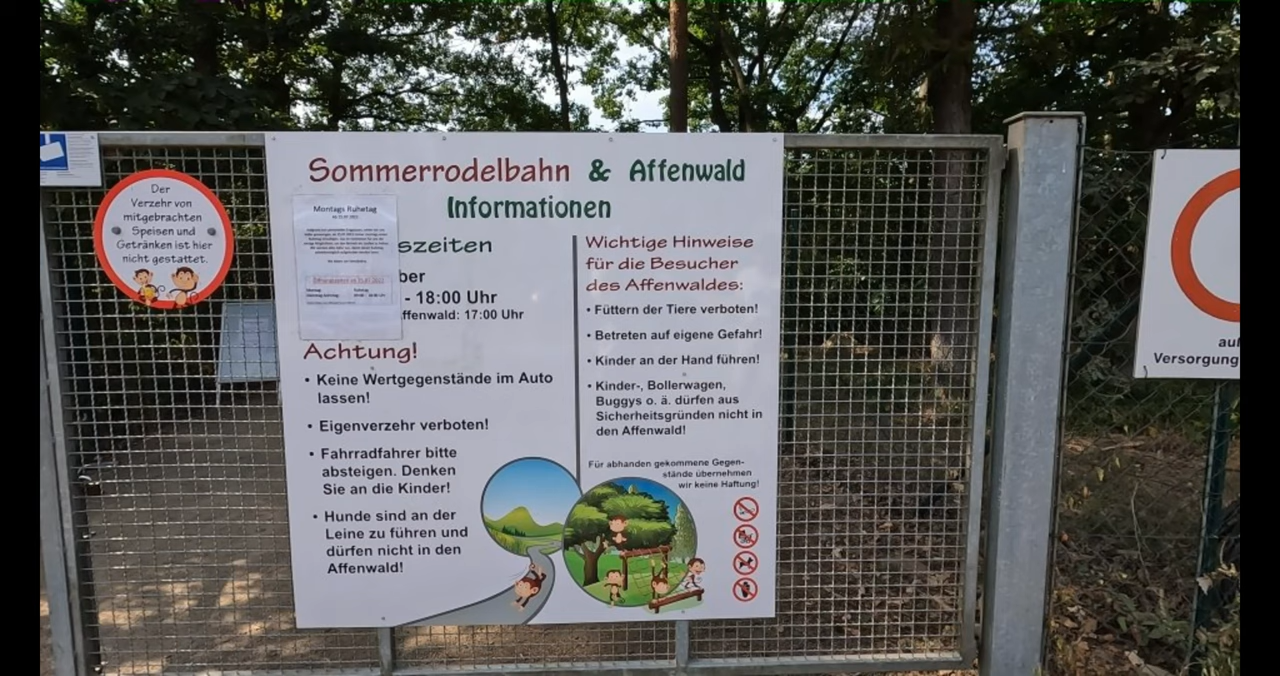 Der
Verzehr von
mitgebrachten
Speisen und
Getränken ist hier
nicht gestattet.
Sommerrodelbahn & Affenwald
Informationen
Montags Ruhetag
szeiten
ber
- 18:00 Uhr
ffenwald: 17:00 Uhr
Achtung!
• Keine Wertgegenstände im Auto
lassen!
• Eigenverzehr verboten!
• Fahrradfahrer bitte
absteigen. Denken
Sie an die Kinder!
• Hunde sind an der
Leine zu führen und
dürfen nicht in den
Affenwald!
Wichtige Hinweise
für die Besucher
des Affenwaldes:
• Füttern der Tiere verboten!
• Betreten auf eigene Gefahr!
• Kinder an der Hand führen!
• Kinder-, Bollerwagen,
Buggys o. ä. dürfen aus
Sicherheitsgründen nicht in
den Affenwald!
Für abhanden gekommene Gegen-
stände übernehmen
wir keine Haftung!
auf
Versorgung